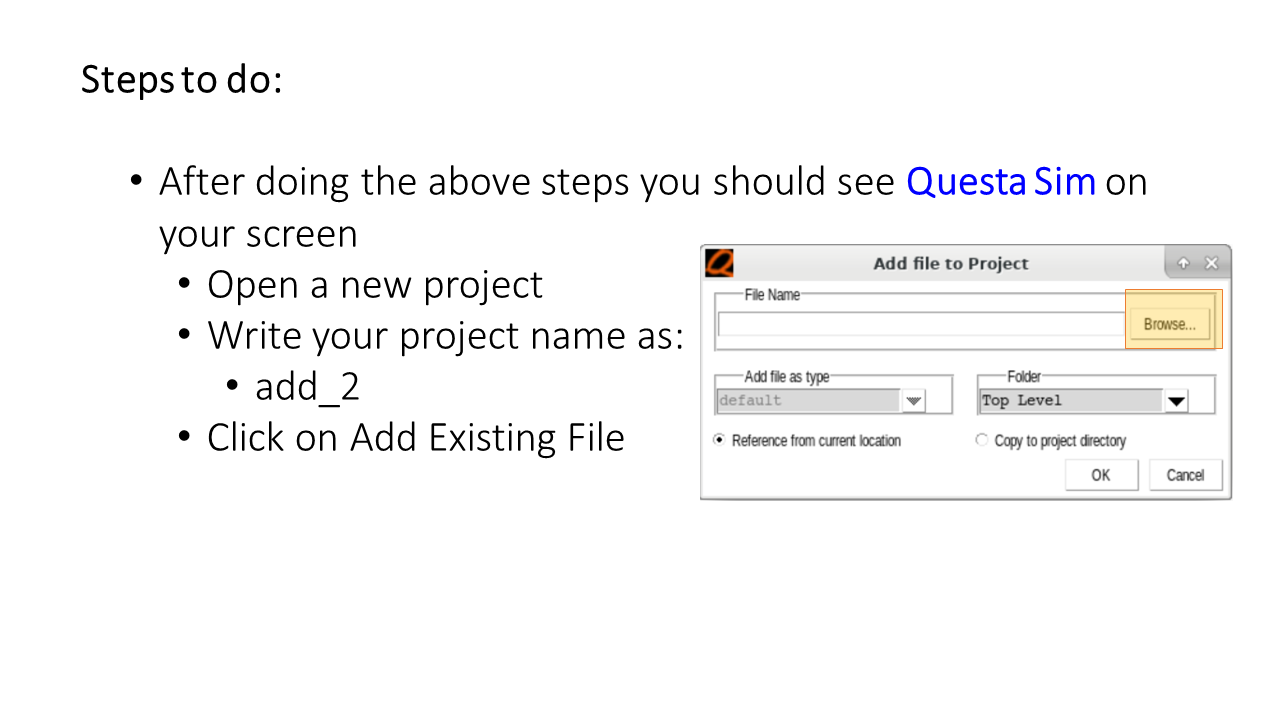 Steps to do:
• After doing the above steps you should see Questa Sim on
your screen
• Open a new project
• Write your project name as:
• add_2
• Click on Add Existing File
Add file to Project
File Name
Browse...
Add file as type
Folder
default
Top Level
Reference from current location
Copy to project directory
OK
Cancel